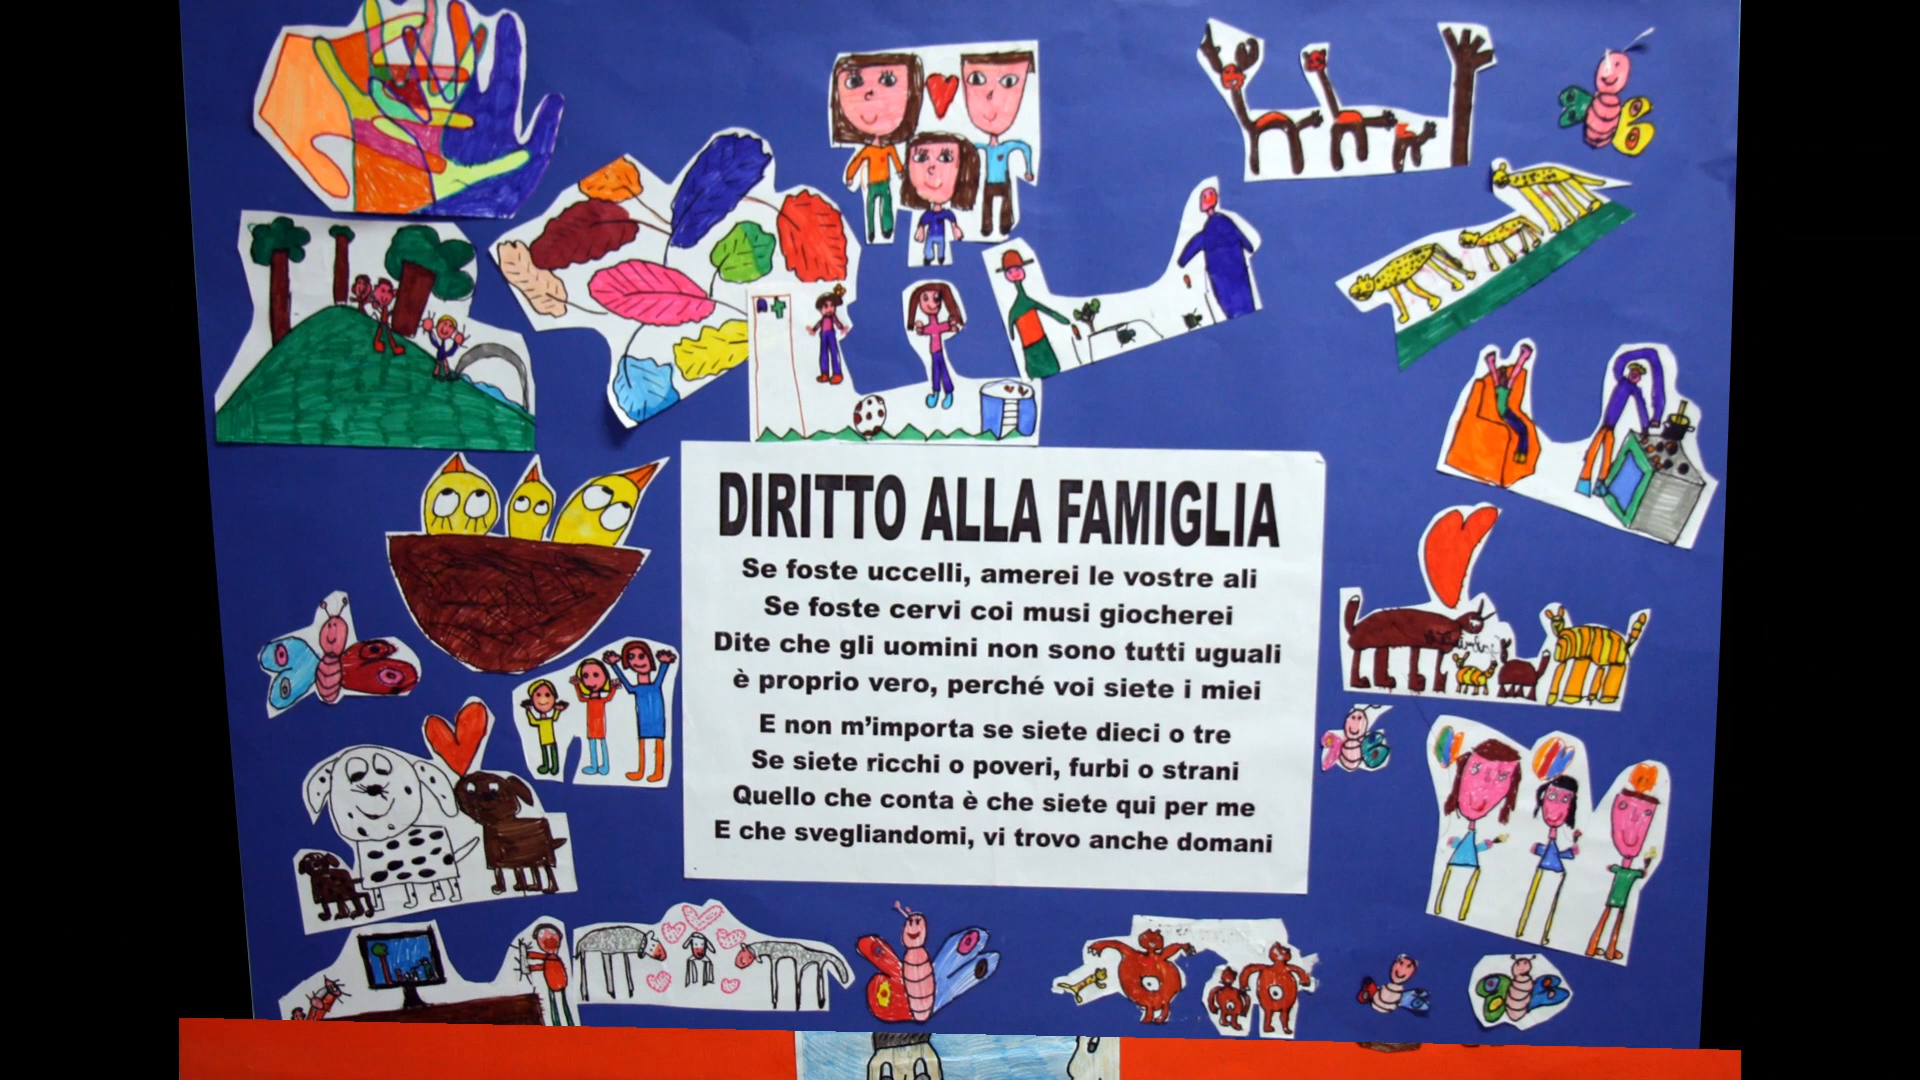 DIRITTO ALLA FAMIGLIA
Se foste uccelli, amerei le vostre ali
Se foste cervi coi musi giocherei
Dite che gli uomini non sono tutti uguali
è proprio vero, perché voi siete i miei
E non m'importa se siete dieci o tre
Se siete ricchi o poveri, furbi o strani
Quello che conta è che siete qui per me
E che svegliandomi, vi trovo anche domani